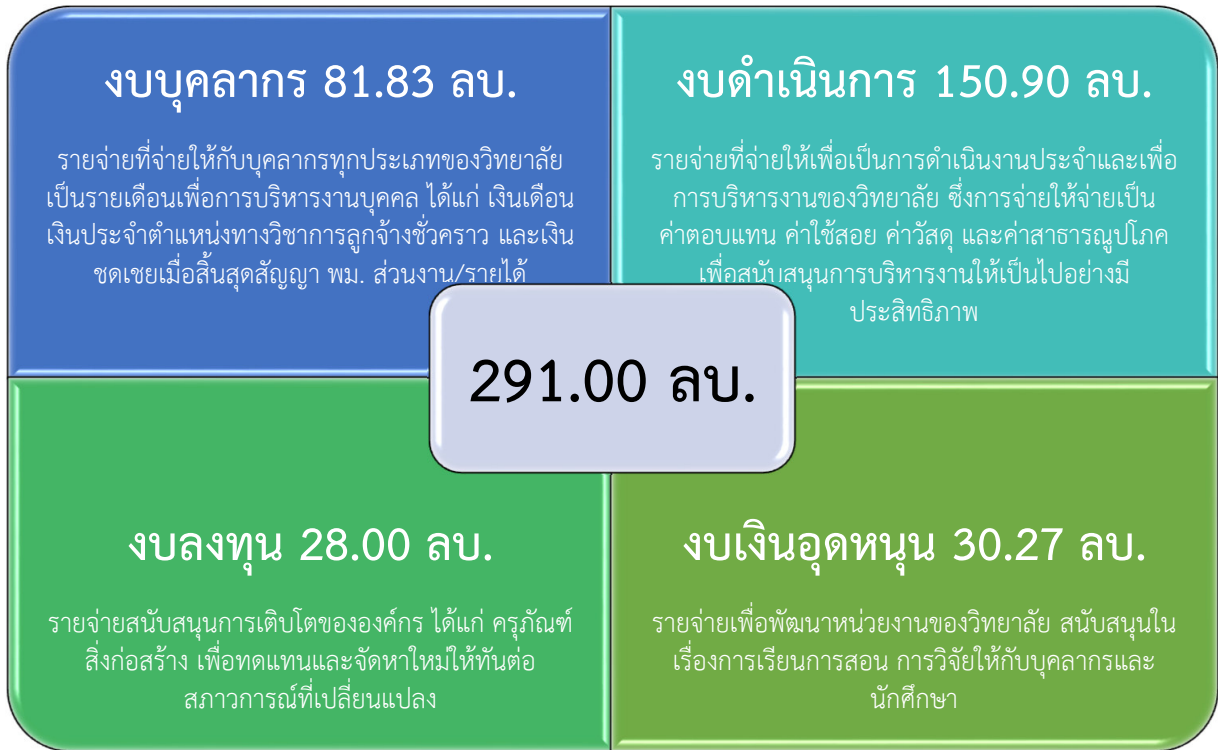 งบบุคลากร 81.83 ลบ.
รายจ่ายที่จ่ายให้กับบุคลากรทุกประเภทของวิทยาลัย
เป็นรายเดือนเพื่อการบริหารงานบุคคล ได้แก่ เงินเดือน
เงินประจำตำแหน่งทางวิชาการลูกจ้างชั่วคราว และเงิน
ชดเชยเมื่อสิ้นสุดสัญญา พม. ส่วนงาน/รายได้
งบดำเนินการ 150.90 ลบ.
รายจ่ายที่จ่ายให้เพื่อเป็นการดำเนินงานประจำและเพื่อ
การบริหารงานของวิทยาลัย ซึ่งการจ่ายให้จ่ายเป็น
ค่าตอบแทน ค่าใช้สอย ค่าวัสดุ และค่าสาธารณูปโภค
เพื่อสนับสนุนการบริหารงานให้เป็นไปอย่างมี
ประสิทธิภาพ
291.00 ลบ.
งบลงทุน 28.00 ลบ.
รายจ่ายสนับสนุนการเติบโตขององค์กร ได้แก่ ครุภัณฑ์
สิ่งก่อสร้าง เพื่อทดแทนและจัดหาใหม่ให้ทันต่อ
สภาวการณ์ที่เปลี่ยนแปลง
งบเงินอุดหนุน 30.27 ลบ.
รายจ่ายเพื่อพัฒนาหน่วยงานของวิทยาลัย สนับสนุนใน
เรื่องการเรียนการสอน การวิจัยให้กับบุคลากรและ
นักศึกษา